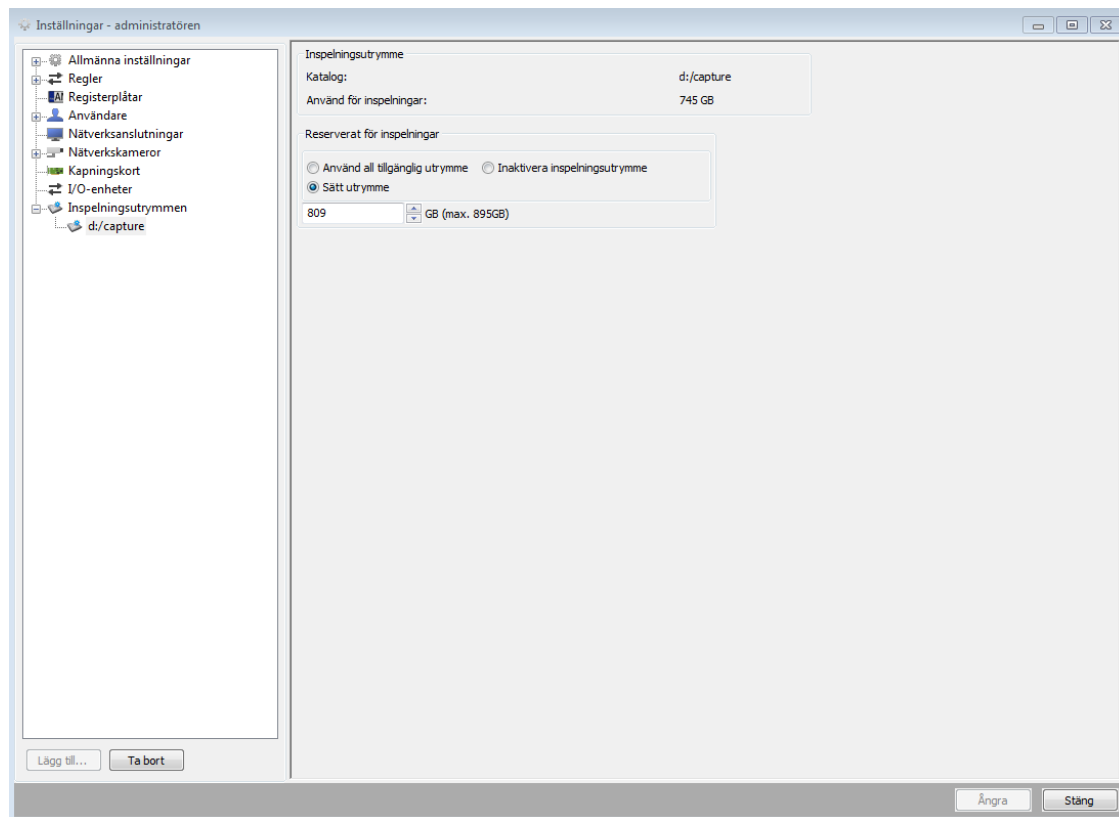 Inställningar - administratören
Allmänna inställningar
Regler
Registerplåtar
Användare
Nätverksanslutningar
Nätverkskameror
Kapningskort
I/O-enheter
Inspelningsutrymmen
d:/capture
Lägg till...
Ta bort
Inspelningsutrymme
Katalog: d:/capture
Använd för inspelningar: 745 GB
Reserverat för inspelningar
Använd all tillgänglig utrymme Inaktivera inspelningsutrymme
Sätt utrymme
809 GB (max. 895GB)
Ångra Stäng